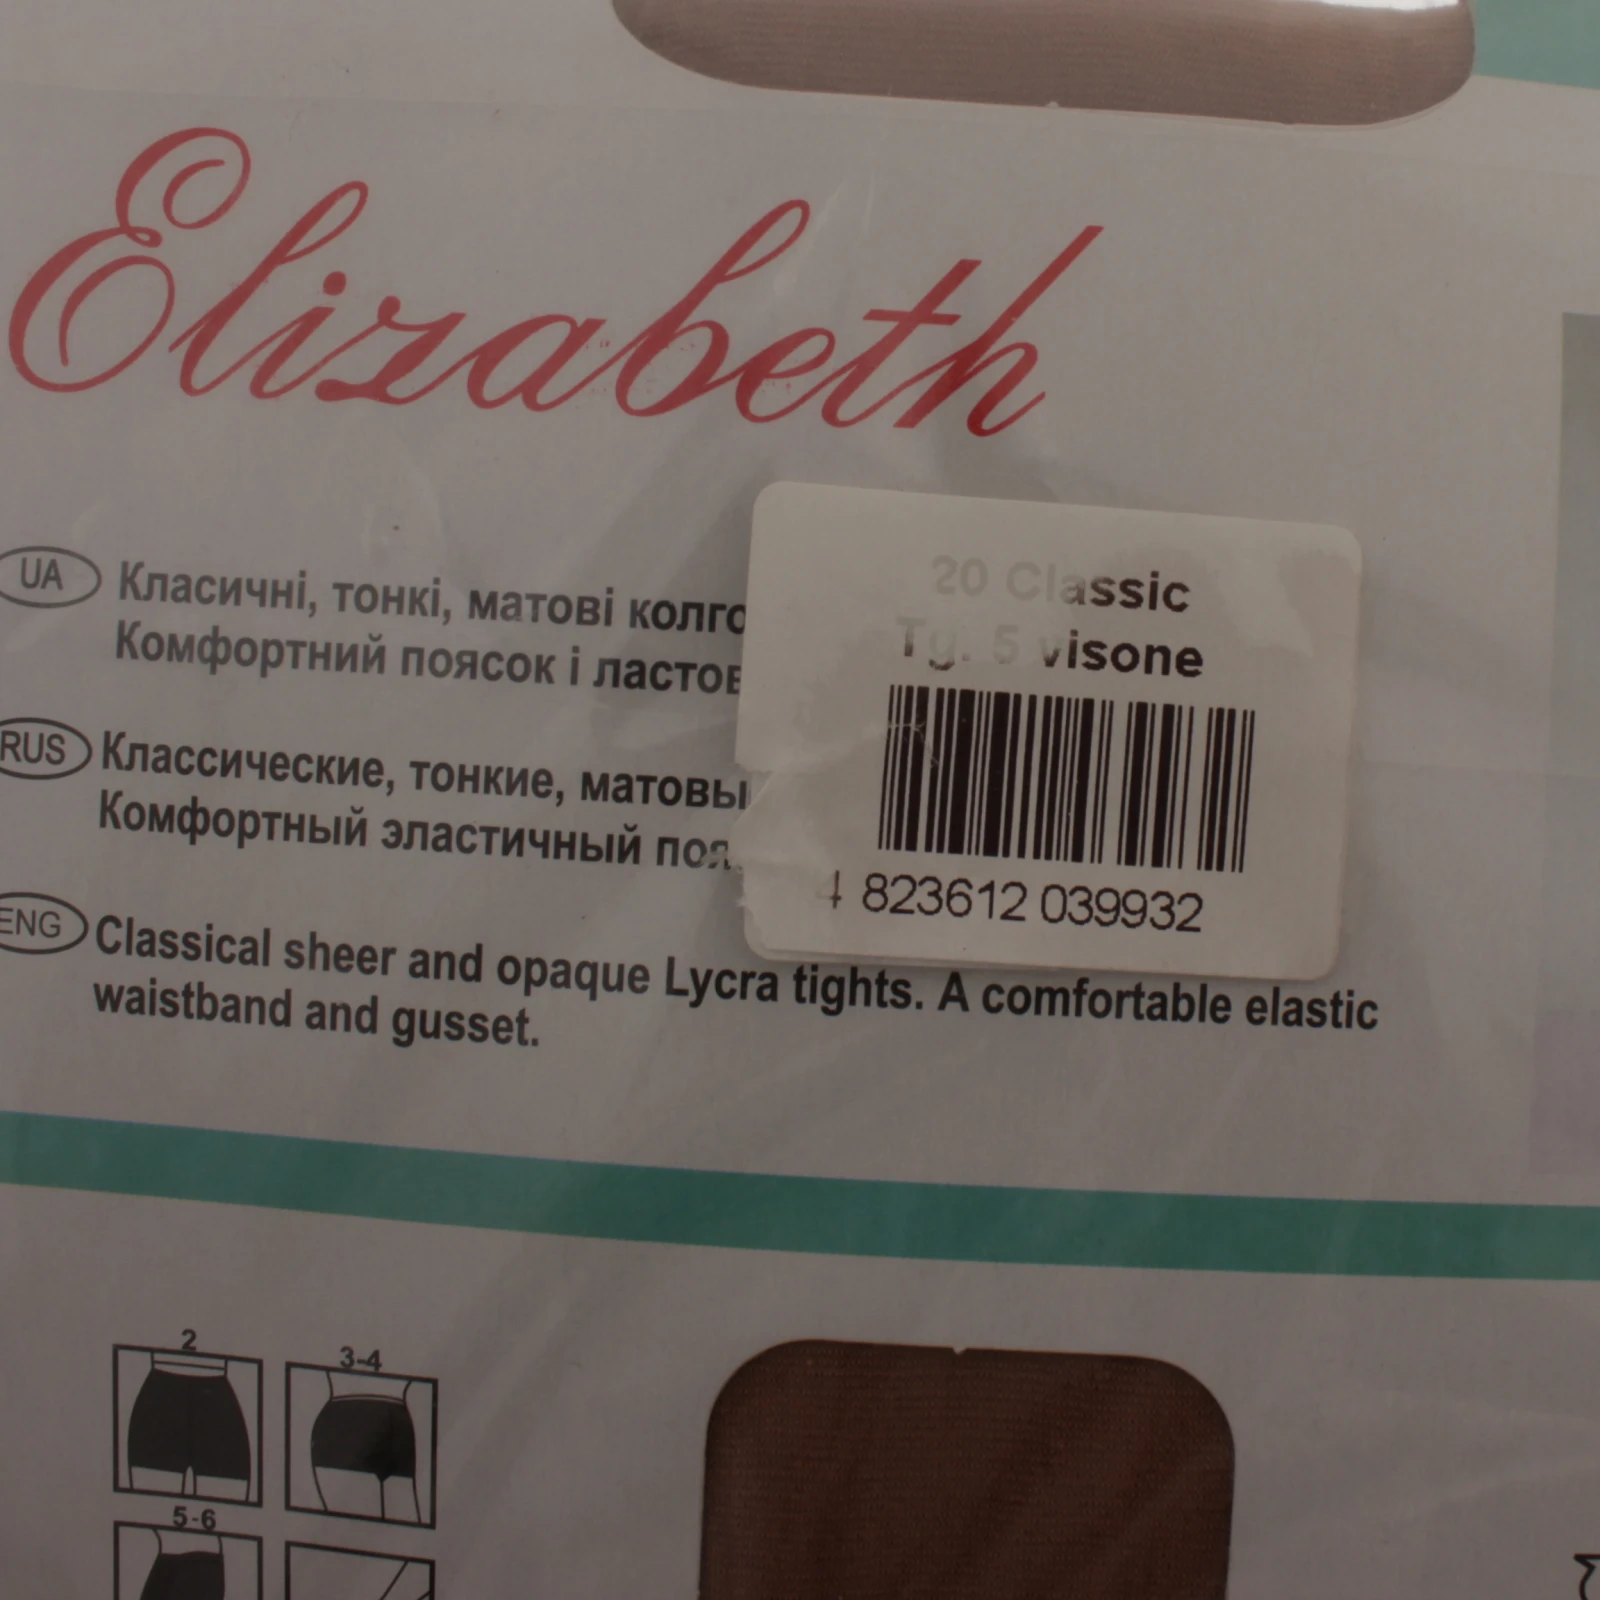 Elizabeth
20 Classic
Tg. 5 visone
4 823612 039932
UA Класичні, тонкі, матові колго
Комфортний поясок і ластов
RUS Классические, тонкие, матовы
Комфортный эластичный поя
ENG Classical sheer and opaque Lycra tights. A comfortable elastic
waistband and gusset.
2
3-4
5-6